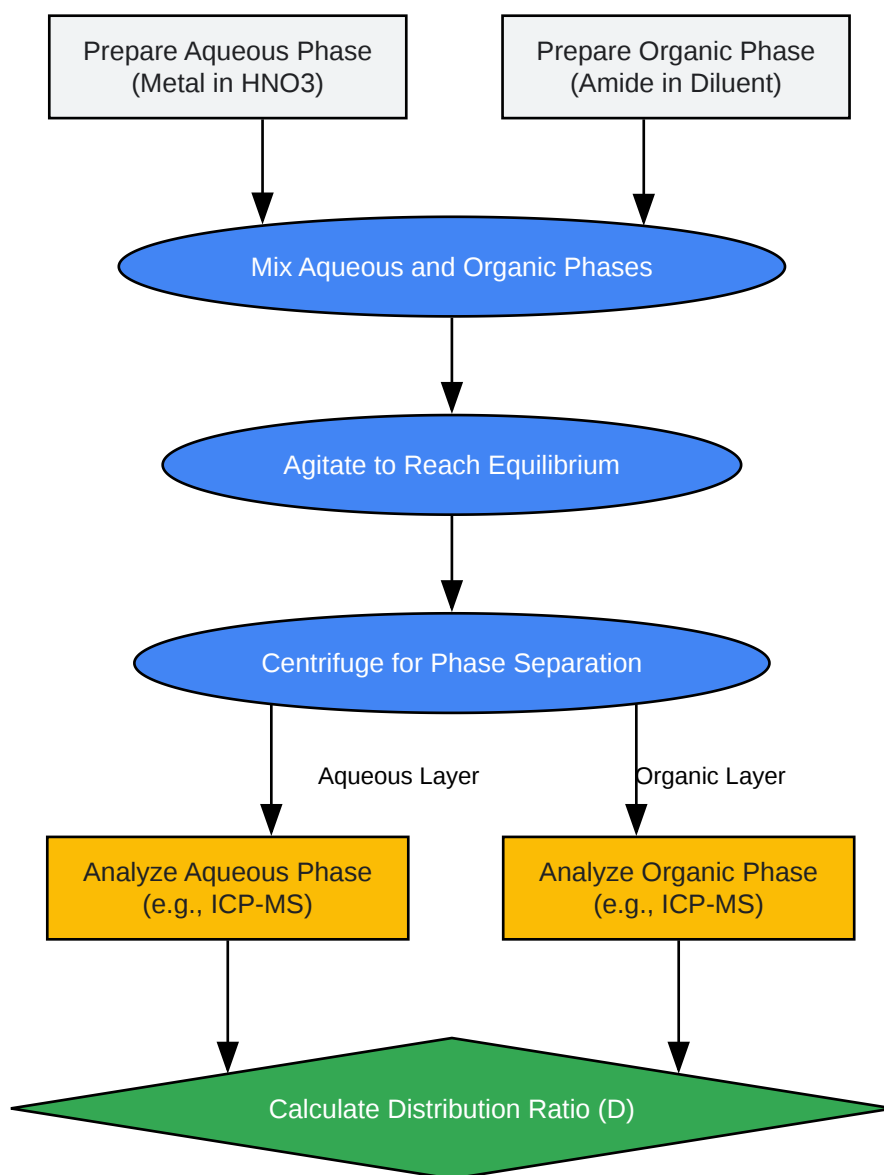 Prepare Aqueous Phase
(Metal in HNO3)
Prepare Organic Phase
(Amide in Diluent)
Mix Aqueous and Organic Phases
Agitate to Reach Equilibrium
Centrifuge for Phase Separation
Aqueous Layer
Organic Layer
Analyze Aqueous Phase
(e.g., ICP-MS)
Analyze Organic Phase
(e.g., ICP-MS)
Calculate Distribution Ratio (D)